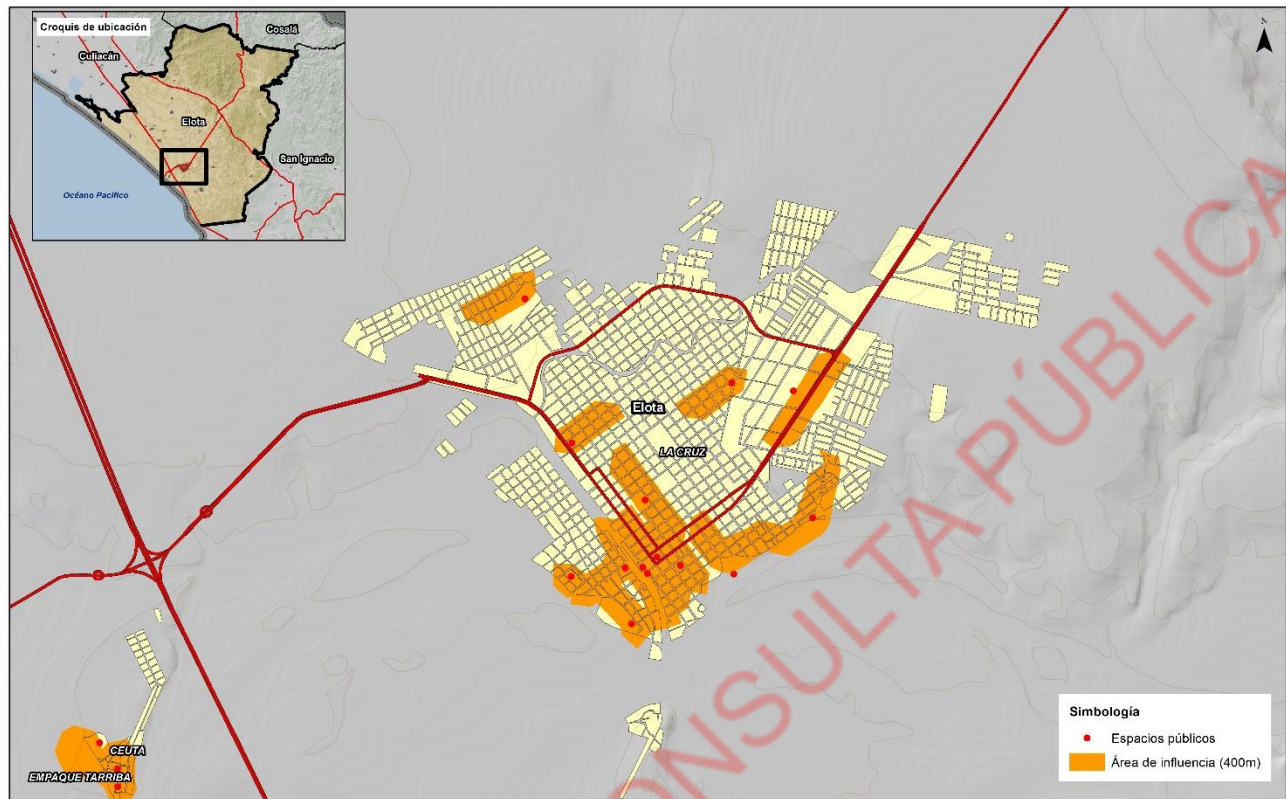 Croquis de ubicación
Cosalá
Culiacán
Elota
San Ignacio
Océano Pacífico
N
Elota
LA CRUZ
CONSULTA PÚBLICA
CEUTA
EMPAQUE TARRIBA
Simbología
Espacios públicos
Área de influencia (400m)